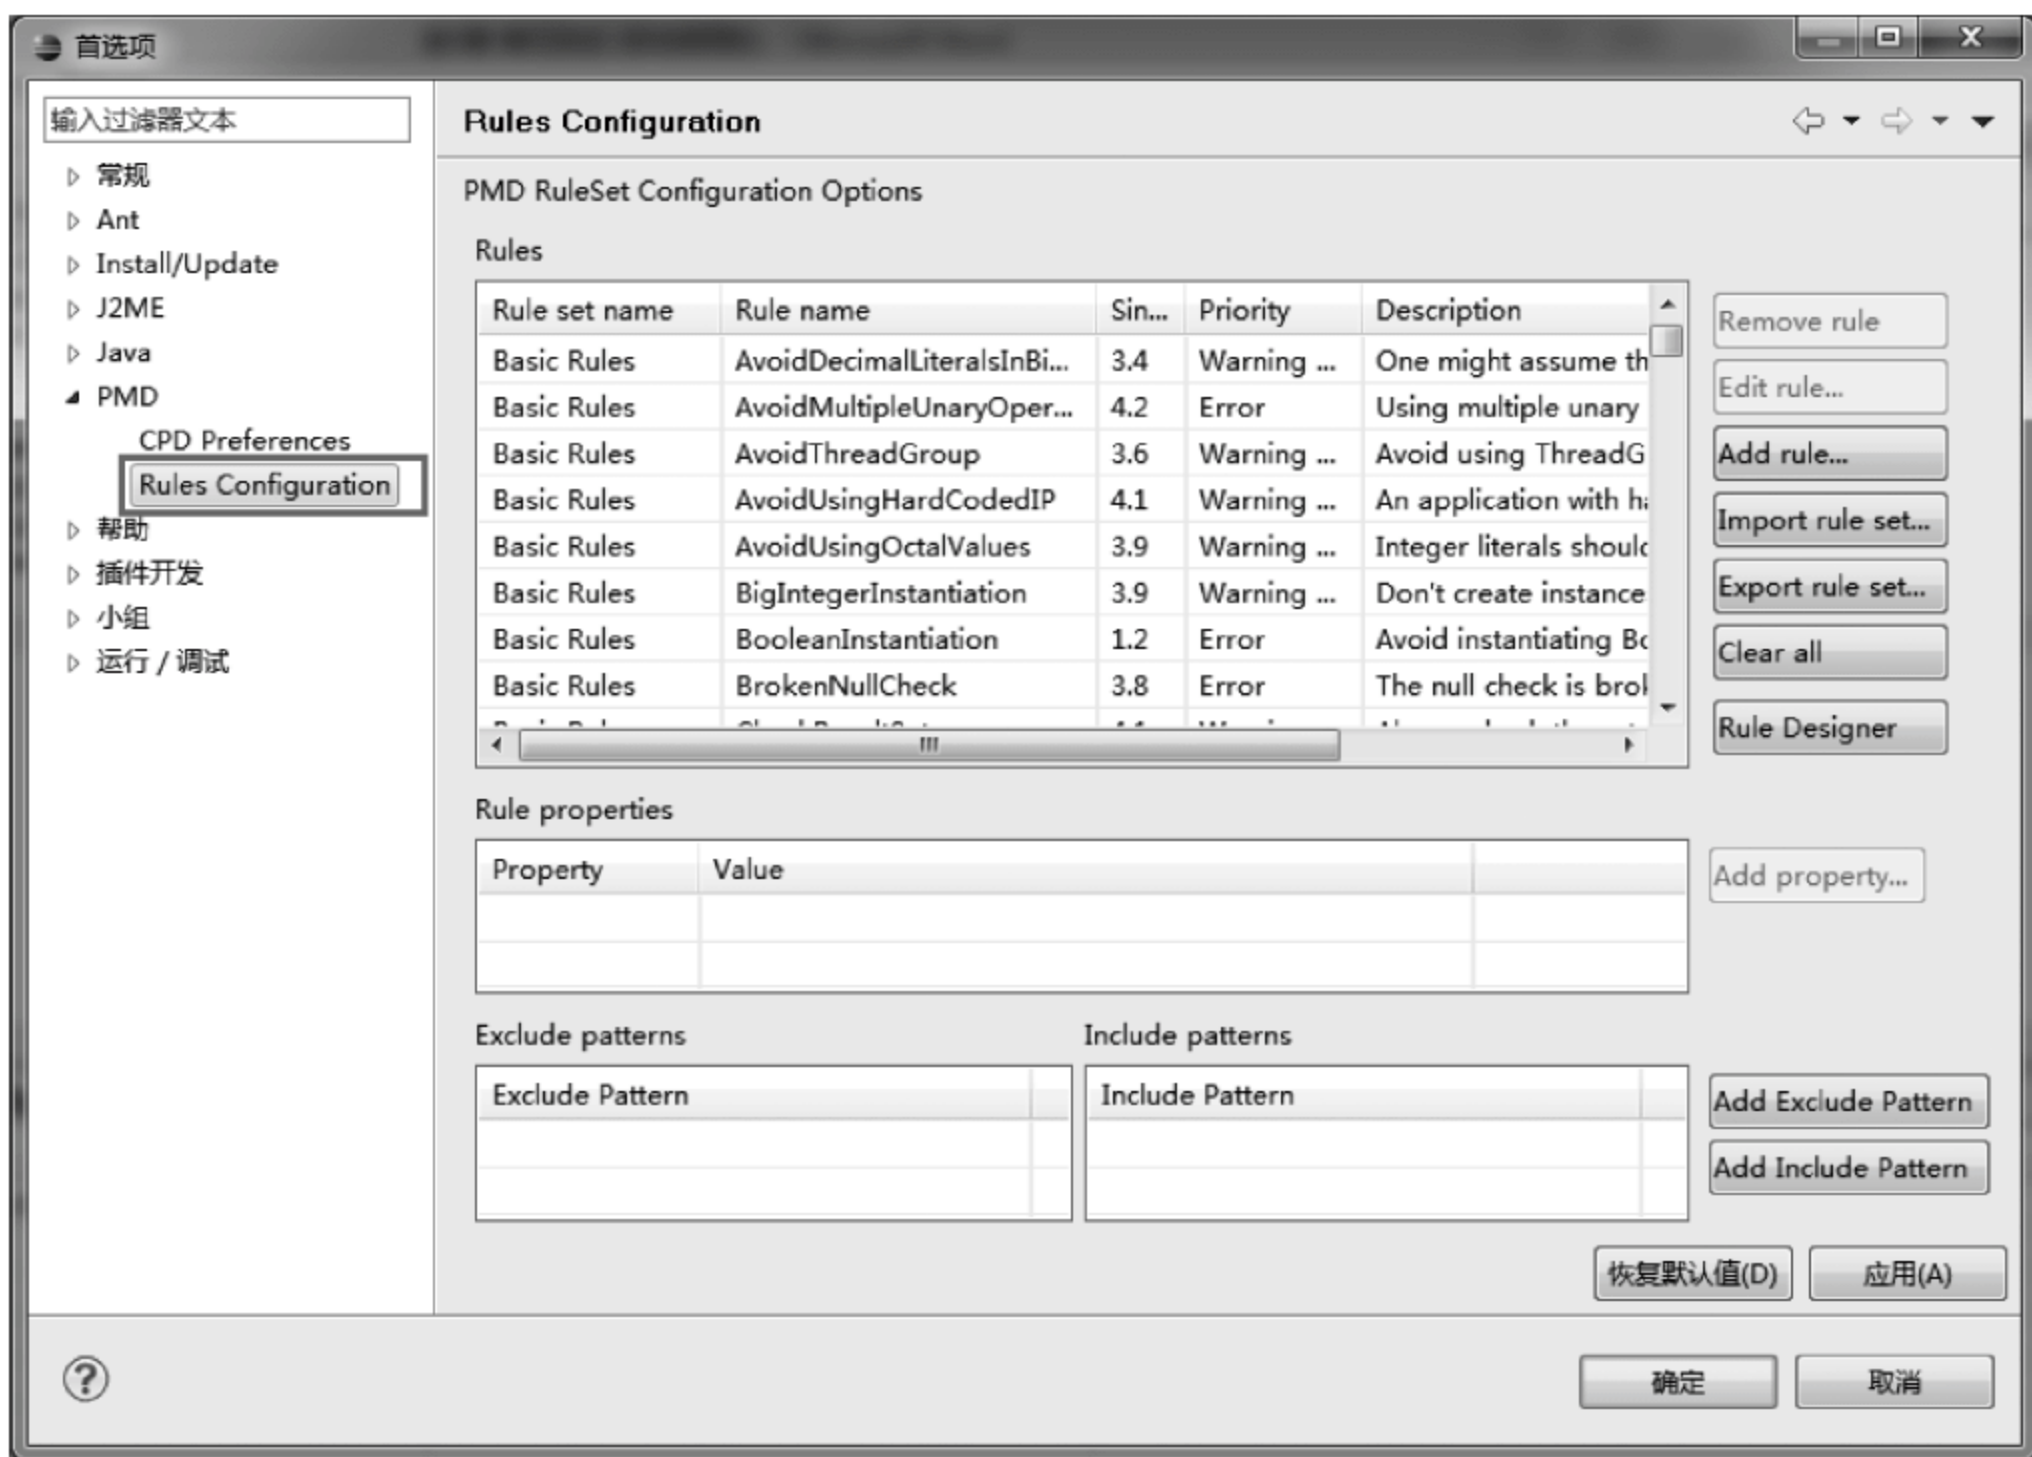 首选项
输入过滤器文本
常规
Ant
Install/Update
J2ME
Java
PMD
CPD Preferences
Rules Configuration
帮助
插件开发
小组
运行 / 调试
Rules Configuration
PMD RuleSet Configuration Options
Rules
Rule set name Rule name Sin... Priority Description
Basic Rules AvoidDecimalLiteralsInBi... 3.4 Warning ... One might assume th
Basic Rules AvoidMultipleUnaryOper... 4.2 Error Using multiple unary
Basic Rules AvoidThreadGroup 3.6 Warning ... Avoid using ThreadG
Basic Rules AvoidUsingHardCodedIP 4.1 Warning ... An application with ha
Basic Rules AvoidUsingOctalValues 3.9 Warning ... Integer literals should
Basic Rules BigIntegerInstantiation 3.9 Warning ... Don't create instance
Basic Rules BooleanInstantiation 1.2 Error Avoid instantiating Bo
Basic Rules BrokenNullCheck 3.8 Error The null check is brok
Remove rule
Edit rule...
Add rule...
Import rule set...
Export rule set...
Clear all
Rule Designer
Rule properties
Property Value
Add property...
Exclude patterns Include patterns
Exclude Pattern Include Pattern
Add Exclude Pattern
Add Include Pattern
恢复默认值(D) 应用(A)
确定 取消